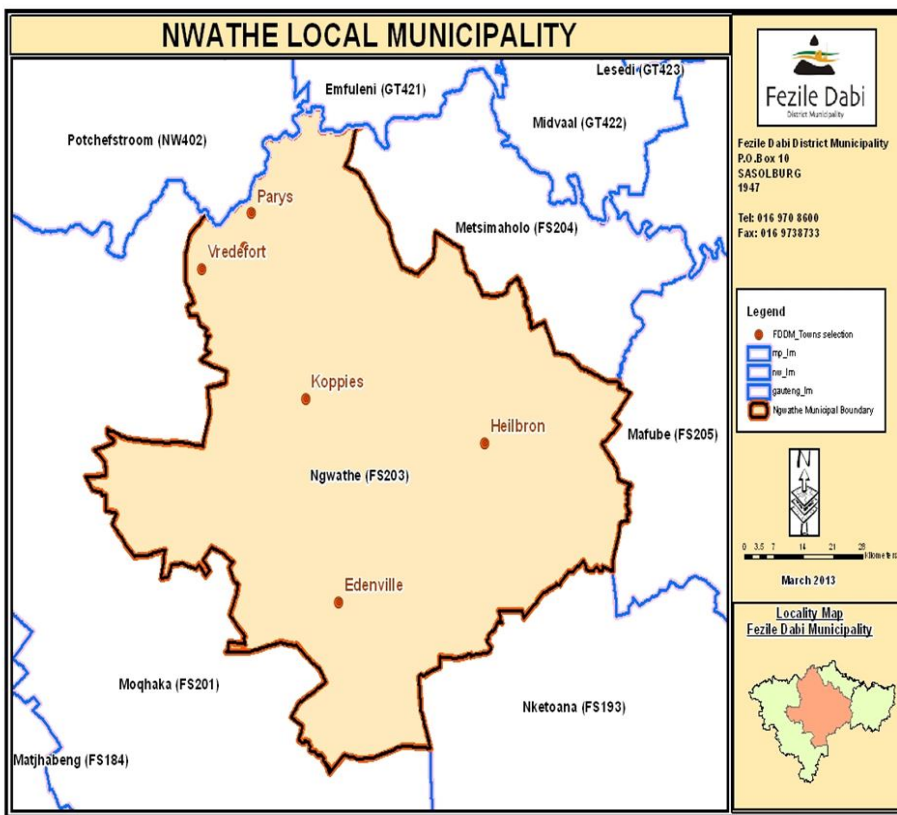 NWATHE LOCAL MUNICIPALITY
Lesedi (GT423)
Emfuleni (GT421)
Midvaal (GT422)
Potchefstroom (NW402)
Parys
Metsimaholo (FS204)
Vredefort
Koppies
Heilbron
Mafube (FS205)
Ngwathe (FS203)
Edenville
Moqhaka (FS201)
Nketoana (FS193)
Matjhabeng (FS184)
Fezile Dabi
District Municipality
Fezile Dabi District Municipality
P.O.Box 10
SASOLBURG
1947
Tel: 016 970 8600
Fax: 016 9738733
Legend
FDDM_Towns selection
mp_lm
nw_lm
gauteng_lm
Ngwathe Municipal Boundary
N
0 3.5 7 14 21 28
Kilometers
March 2013
Locality Map
Fezile Dabi Municipality